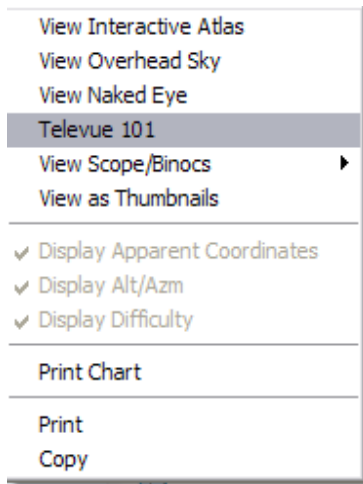 View Interactive Atlas
View Overhead Sky
View Naked Eye
Televue 101
View Scope/Binocs
View as Thumbnails
Display Apparent Coordinates
Display Alt/Azm
Display Difficulty
Print Chart
Print
Copy